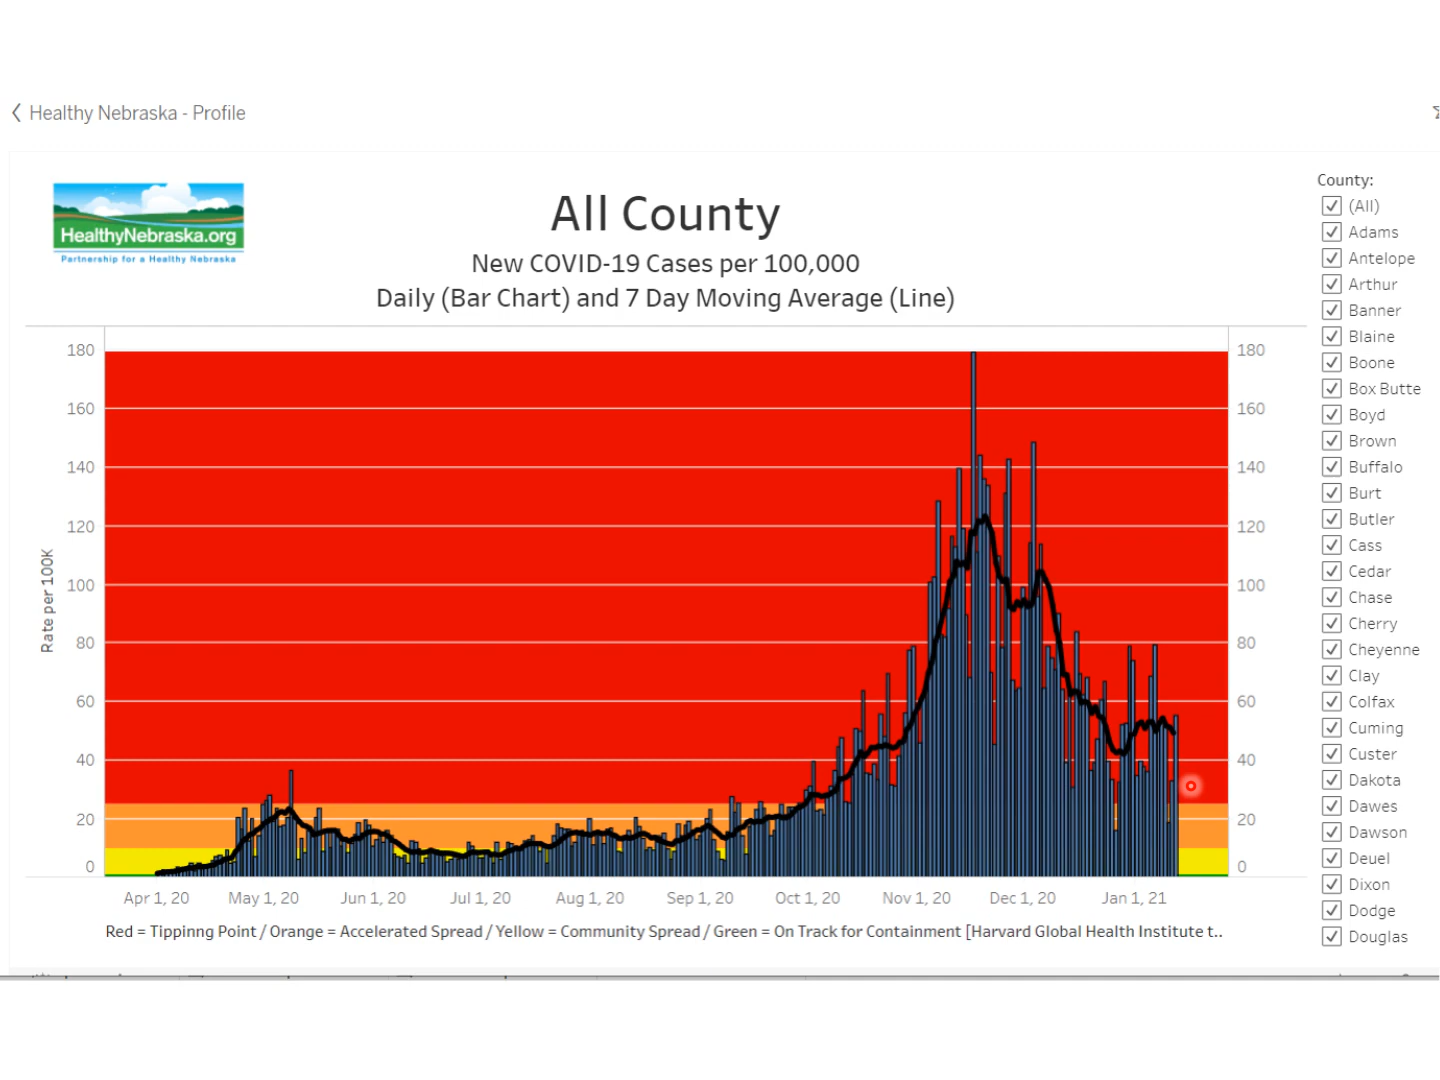 Healthy Nebraska - Profile
HealthyNebraska.org
Partnership for a Healthy Nebraska
All County
New COVID-19 Cases per 100,000
Daily (Bar Chart) and 7 Day Moving Average (Line)
Rate per 100K
180
160
140
120
100
80
60
40
20
0
180
160
140
120
100
80
60
40
20
0
Apr 1, 20 May 1, 20 Jun 1, 20 Jul 1, 20 Aug 1, 20 Sep 1, 20 Oct 1, 20 Nov 1, 20 Dec 1, 20 Jan 1, 21
Red = Tippinng Point / Orange = Accelerated Spread / Yellow = Community Spread / Green = On Track for Containment [Harvard Global Health Institute t..
County:
(All)
Adams
Antelope
Arthur
Banner
Blaine
Boone
Box Butte
Boyd
Brown
Buffalo
Burt
Butler
Cass
Cedar
Chase
Cherry
Cheyenne
Clay
Colfax
Cuming
Custer
Dakota
Dawes
Dawson
Deuel
Dixon
Dodge
Douglas